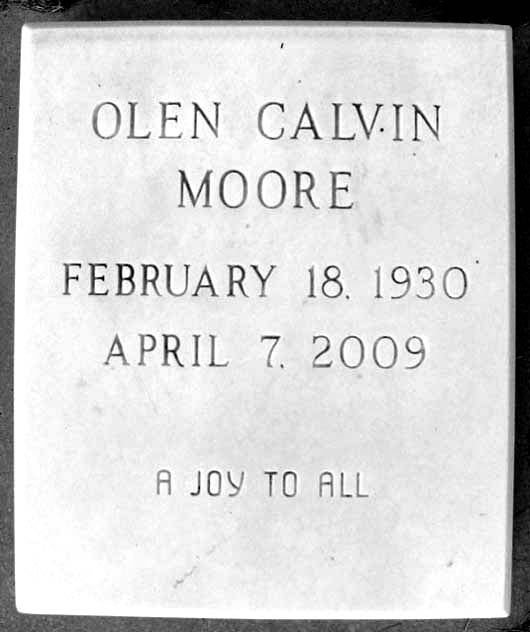 OLEN CALVIN
MOORE
FEBRUARY 18, 1930
APRIL 7, 2009
A JOY TO ALL